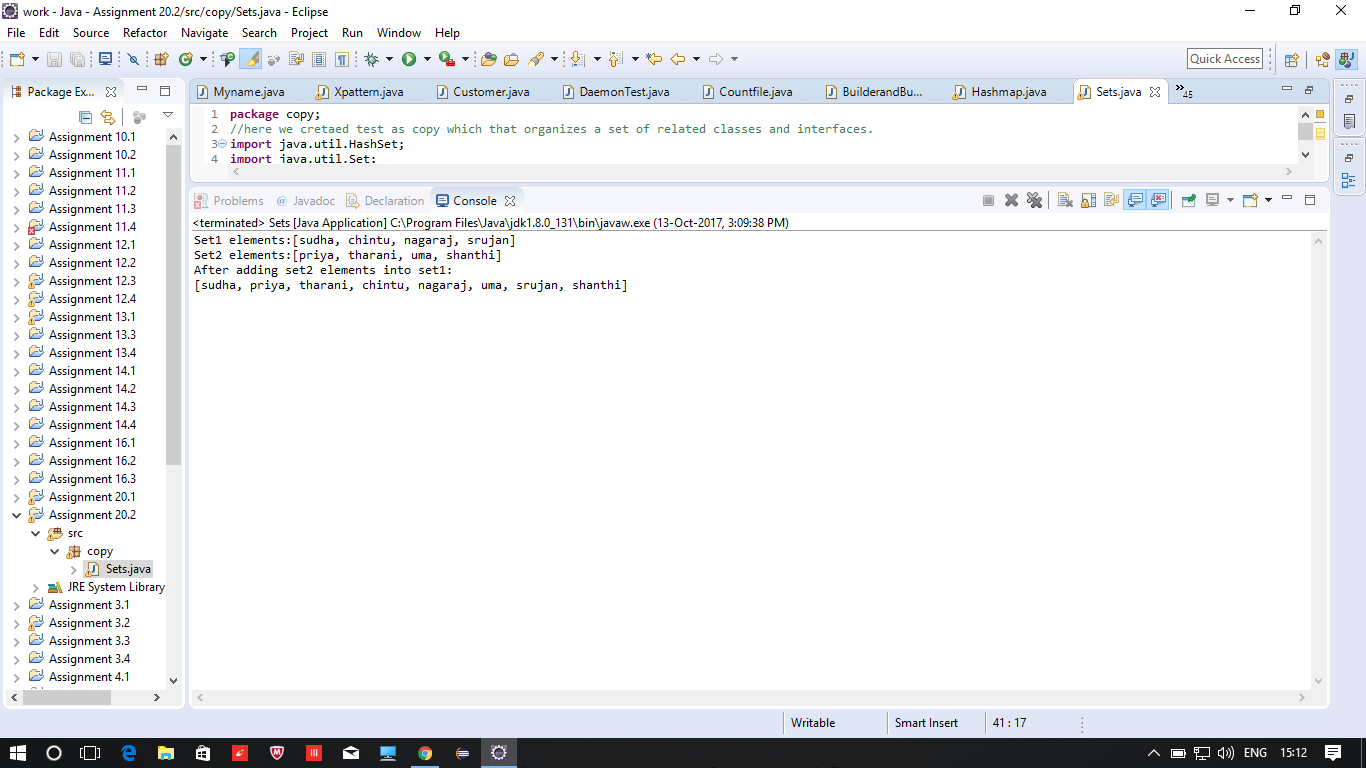 work - Java - Assignment 20.2/src/copy/Sets.java - Eclipse
File Edit Source Refactor Navigate Search Project Run Window Help
Quick Access
Package Ex...
Assignment 10.1
Assignment 10.2
Assignment 11.1
Assignment 11.2
Assignment 11.3
Assignment 11.4
Assignment 12.1
Assignment 12.2
Assignment 12.3
Assignment 12.4
Assignment 13.1
Assignment 13.3
Assignment 13.4
Assignment 14.1
Assignment 14.2
Assignment 14.3
Assignment 14.4
Assignment 16.1
Assignment 16.2
Assignment 16.3
Assignment 20.1
Assignment 20.2
src
copy
Sets.java
JRE System Library
Assignment 3.1
Assignment 3.2
Assignment 3.3
Assignment 3.4
Assignment 4.1
Myname.java Xpattern.java Customer.java DaemonTest.java Countfile.java BuilderandBu... Hashmap.java Sets.java »45
1 package copy;
2 //here we cretaed test as copy which that organizes a set of related classes and interfaces.
3 import java.util.HashSet;
4 import java.util.Set;
Problems @ Javadoc Declaration Console
<terminated> Sets [Java Application] C:\Program Files\Java\jdk1.8.0_131\bin\javaw.exe (13-Oct-2017, 3:09:38 PM)
Set1 elements:[sudha, chintu, nagaraj, srujan]
Set2 elements:[priya, tharani, uma, shanthi]
After adding set2 elements into set1:
[sudha, priya, tharani, chintu, nagaraj, uma, srujan, shanthi]
Writable Smart Insert 41 : 17
ENG 15:12